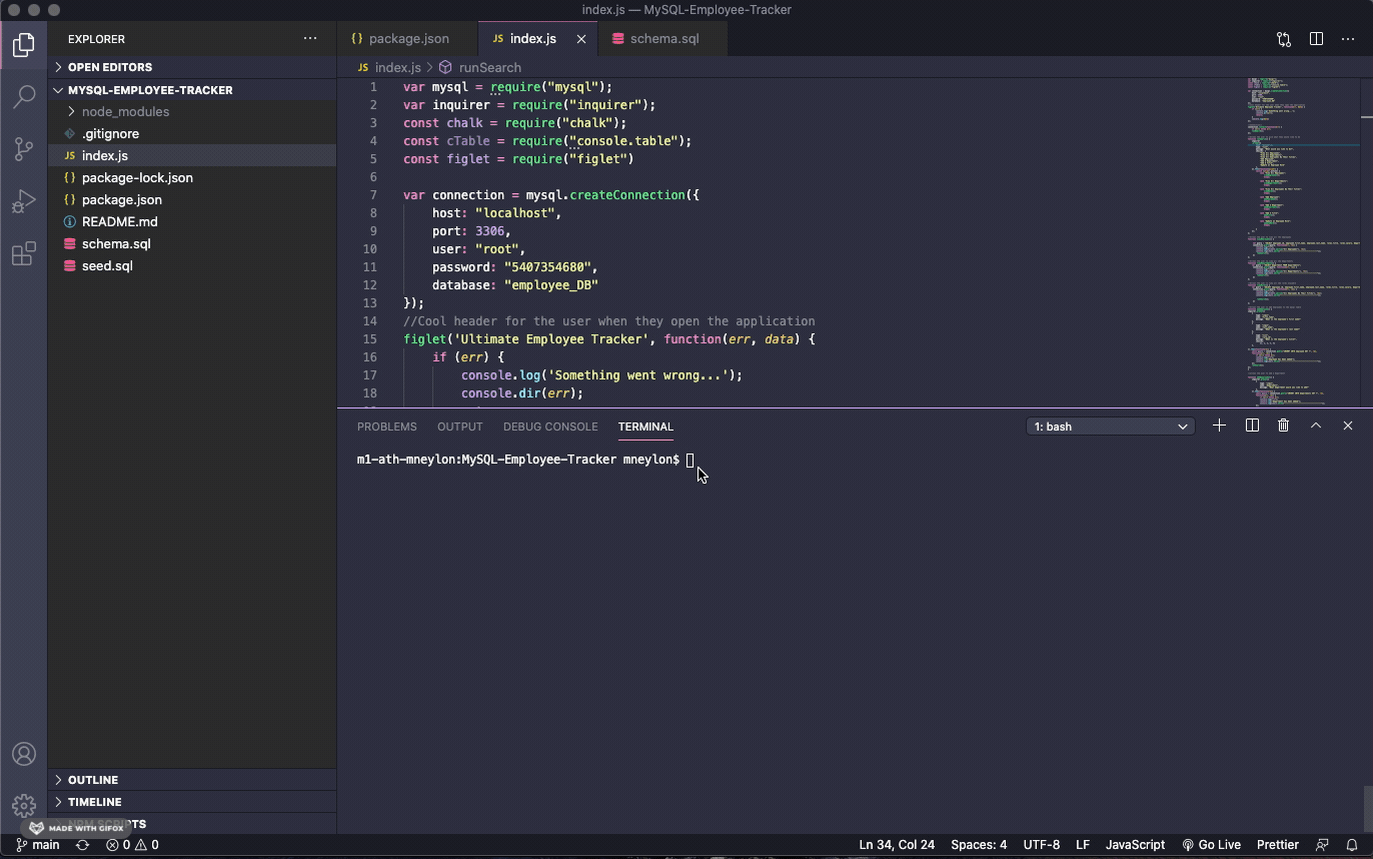 index.js — MySQL-Employee-Tracker
EXPLORER
OPEN EDITORS
MYSQL-EMPLOYEE-TRACKER
node_modules
.gitignore
JS index.js
{} package-lock.json
{} package.json
README.md
schema.sql
seed.sql
OUTLINE
TIMELINE
NPM SCRIPTS
MADE WITH GIFOX
{} package.json
JS index.js
schema.sql
JS index.js > runSearch
1 var mysql = require("mysql");
2 var inquirer = require("inquirer");
3 const chalk = require("chalk");
4 const cTable = require("console.table");
5 const figlet = require("figlet")
6
7 var connection = mysql.createConnection({
8 host: "localhost",
9 port: 3306,
10 user: "root",
11 password: "5407354680",
12 database: "employee_DB"
13 });
14 //Cool header for the user when they open the application
15 figlet('Ultimate Employee Tracker', function(err, data) {
16 if (err) {
17 console.log('Something went wrong...');
18 console.dir(err);
PROBLEMS OUTPUT DEBUG CONSOLE TERMINAL 1: bash
m1-ath-mneylon:MySQL-Employee-Tracker mneylon$
main 0 0 Ln 34, Col 24 Spaces: 4 UTF-8 LF JavaScript Go Live Prettier